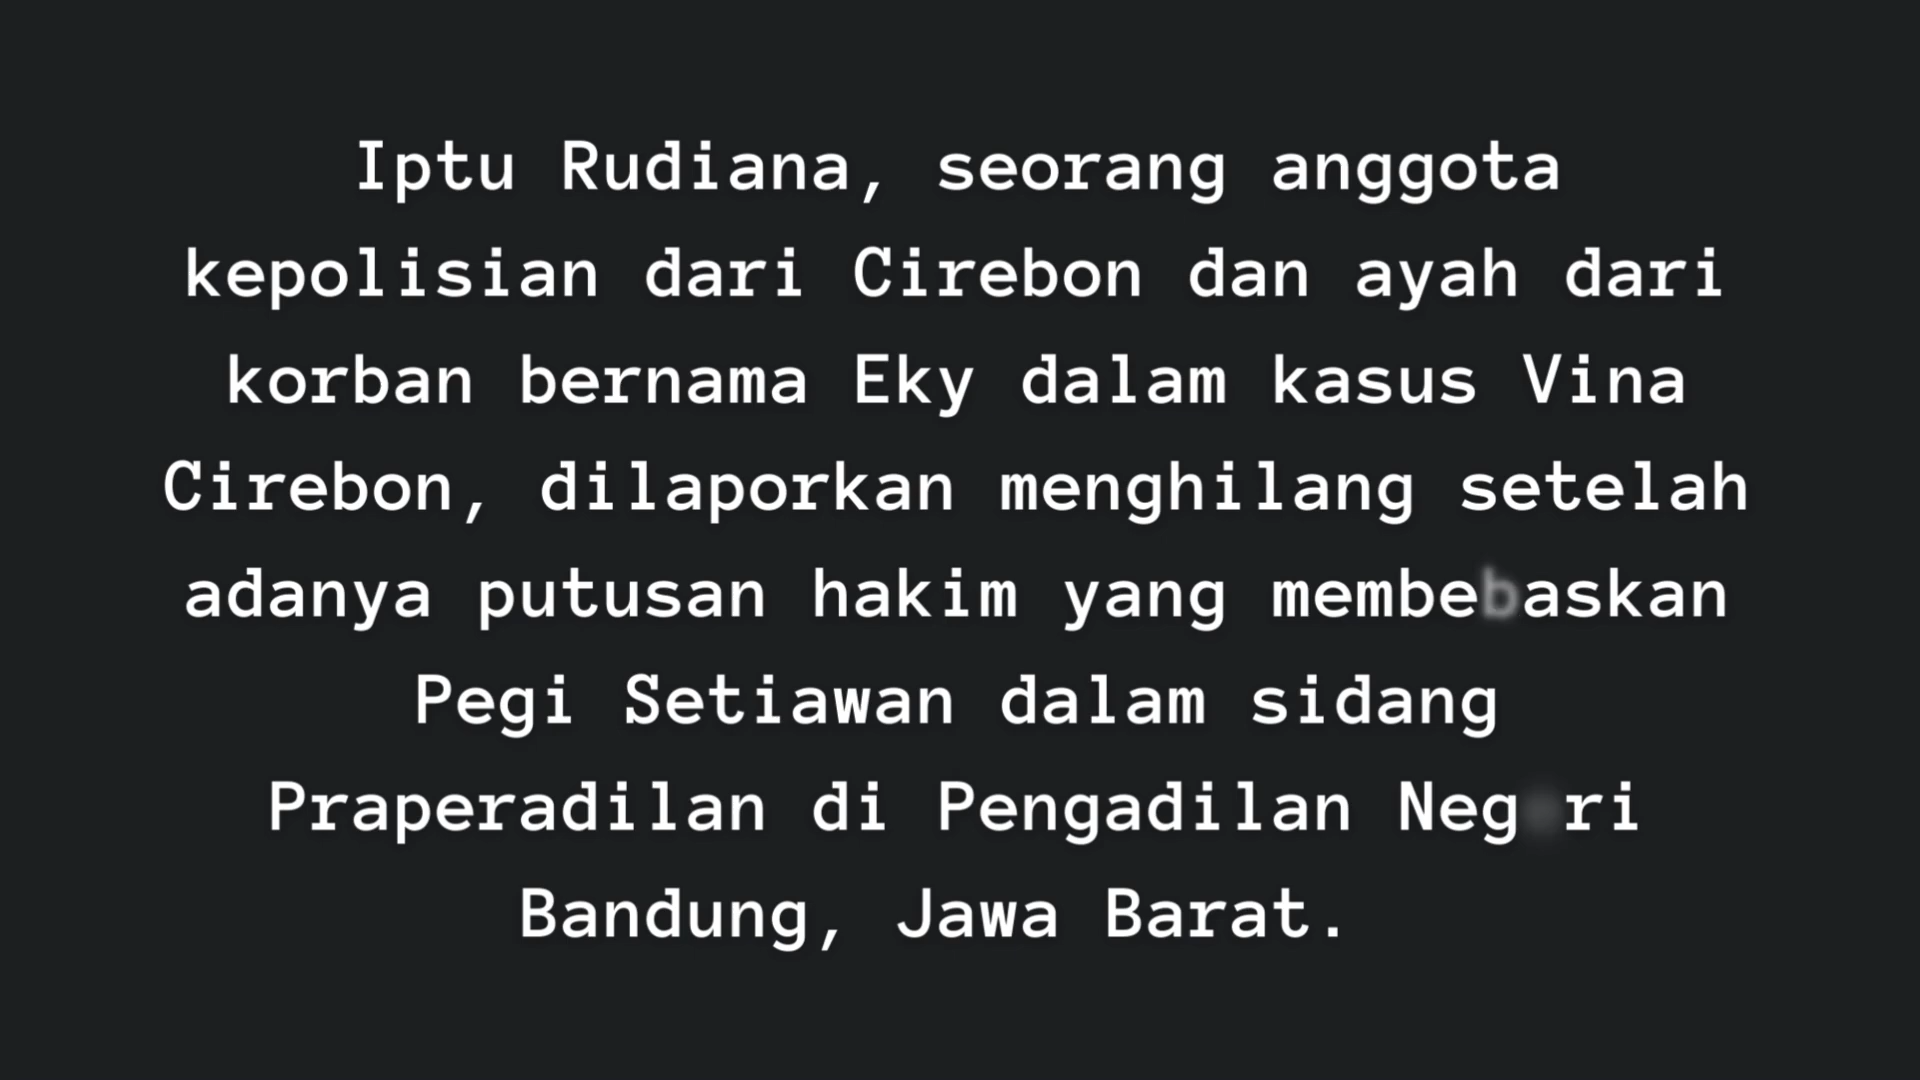 Iptu Rudiana, seorang anggota
kepolisian dari Cirebon dan ayah dari
korban bernama Eky dalam kasus Vina
Cirebon, dilaporkan menghilang setelah
adanya putusan hakim yang membebaskan
Pegi Setiawan dalam sidang
Praperadilan di Pengadilan Negeri
Bandung, Jawa Barat.